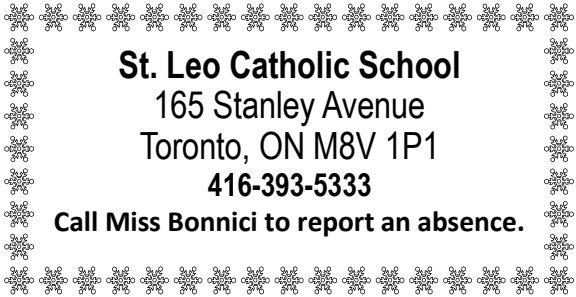 St. Leo Catholic School
165 Stanley Avenue
Toronto, ON M8V 1P1
416-393-5333
Call Miss Bonnici to report an absence.